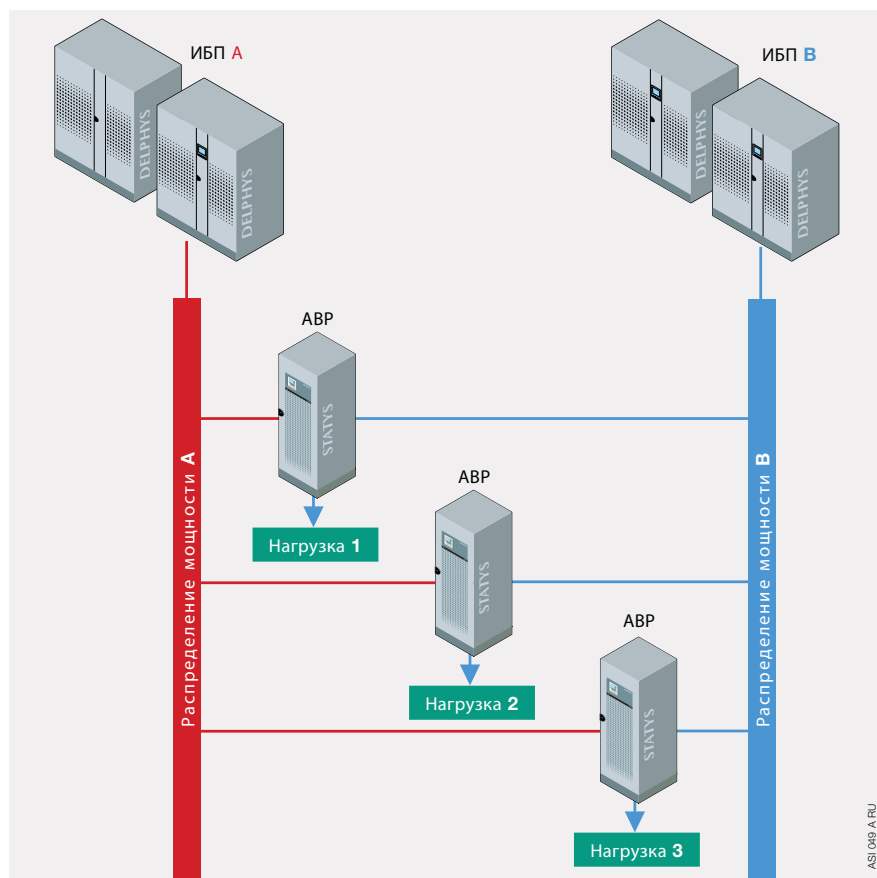 ИБП A
ИБП B
DELPHYS
DELPHYS
DELPHYS
DELPHYS
АВР
STATYS
Распределение мощности A
Распределение мощности B
АВР
STATYS
Нагрузка 1
АВР
STATYS
Нагрузка 2
Нагрузка 3
ASI 049 A RU